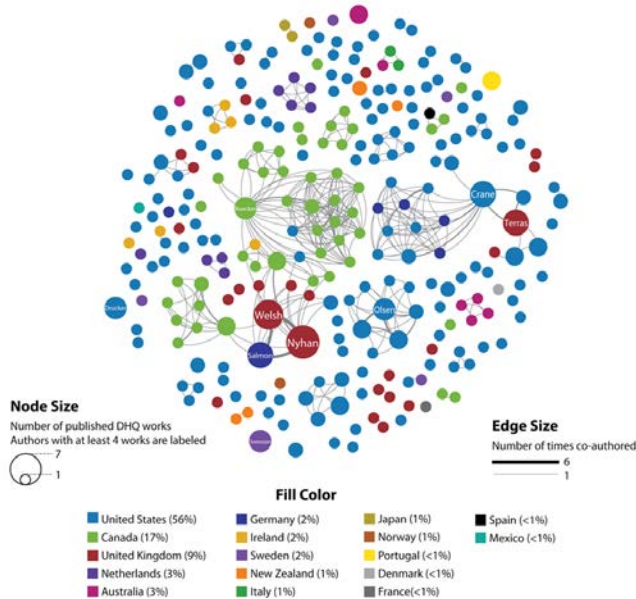 Crane
Terras
Drucker
Olsen
Welsh
Nyhan
Salmon
Svensson
Node Size
Number of published DHQ works
Authors with at least 4 works are labeled
7
1
Edge Size
Number of times co-authored
6
1
Fill Color
United States (56%)
Canada (17%)
United Kingdom (9%)
Netherlands (3%)
Australia (3%)
Germany (2%)
Ireland (2%)
Sweden (2%)
New Zealand (1%)
Italy (1%)
Japan (1%)
Norway (1%)
Portugal (<1%)
Denmark (<1%)
France(<1%)
Spain (<1%)
Mexico (<1%)